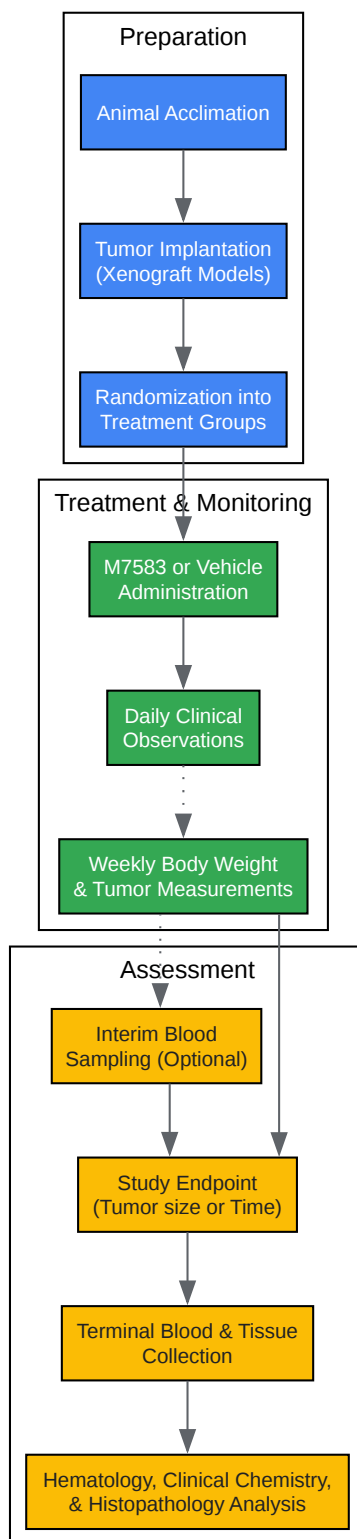 Preparation
Animal Acclimation
Tumor Implantation
(Xenograft Models)
Randomization into
Treatment Groups
Treatment & Monitoring
M7583 or Vehicle
Administration
Daily Clinical
Observations
Weekly Body Weight
& Tumor Measurements
Assessment
Interim Blood
Sampling (Optional)
Study Endpoint
(Tumor size or Time)
Terminal Blood & Tissue
Collection
Hematology, Clinical Chemistry,
& Histopathology Analysis